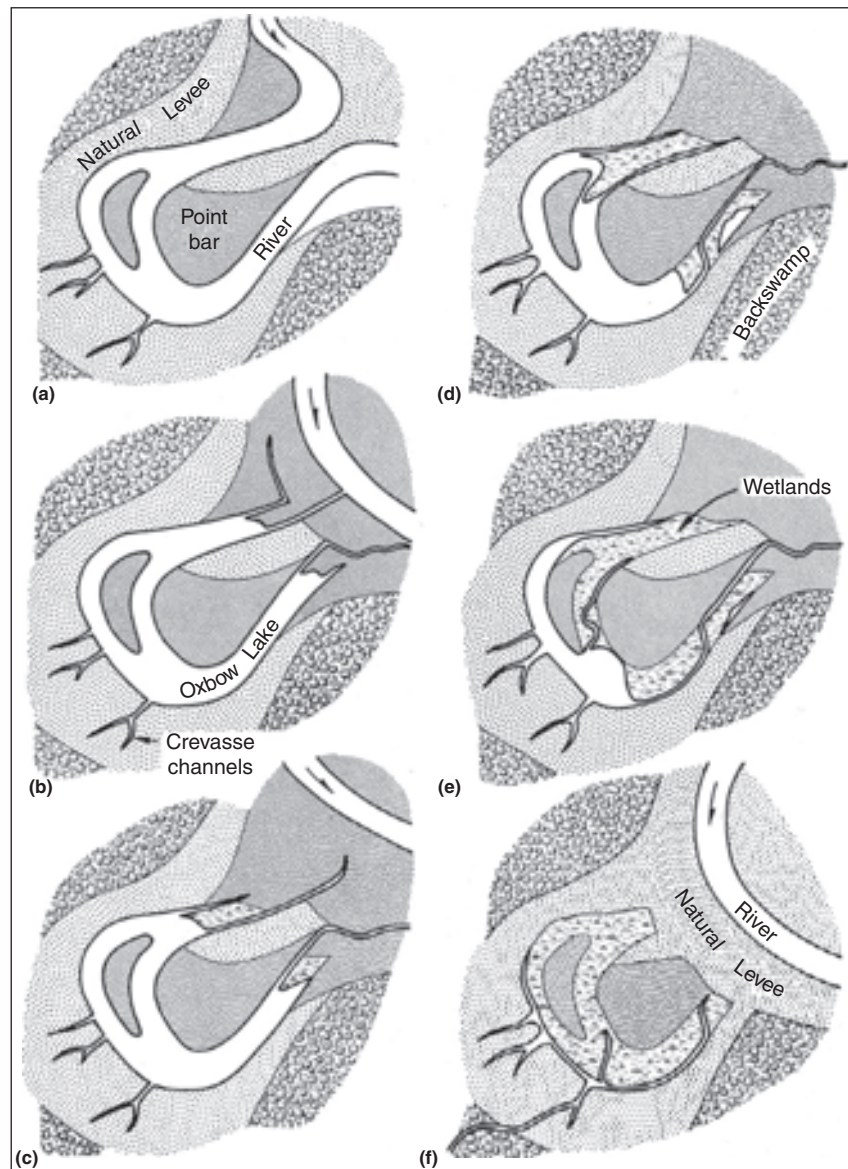 Natural Levee
Point
bar
River
(a)
Oxbow Lake
Crevasse
channels
(b)
(c)
Backswamp
(d)
Wetlands
(e)
River
Natural Levee
(f)